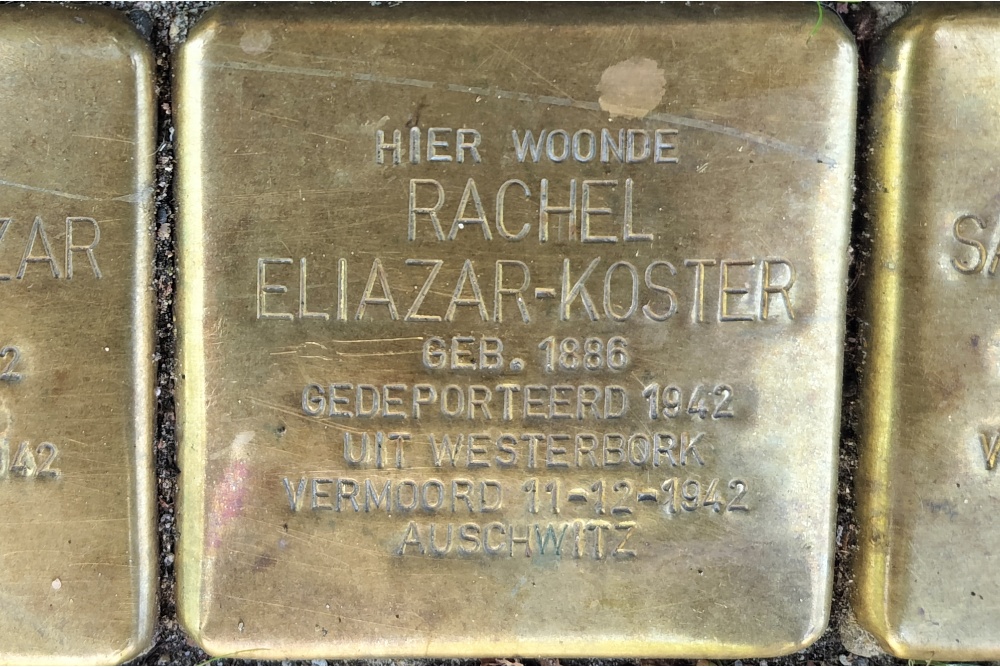 HIER WOONDE
RACHEL
ELIAZAR-KOSTER
GEB. 1886
GEDEPORTEERD 1942
UIT WESTERBORK
VERMOORD 11-12-1942
AUSCHWITZ